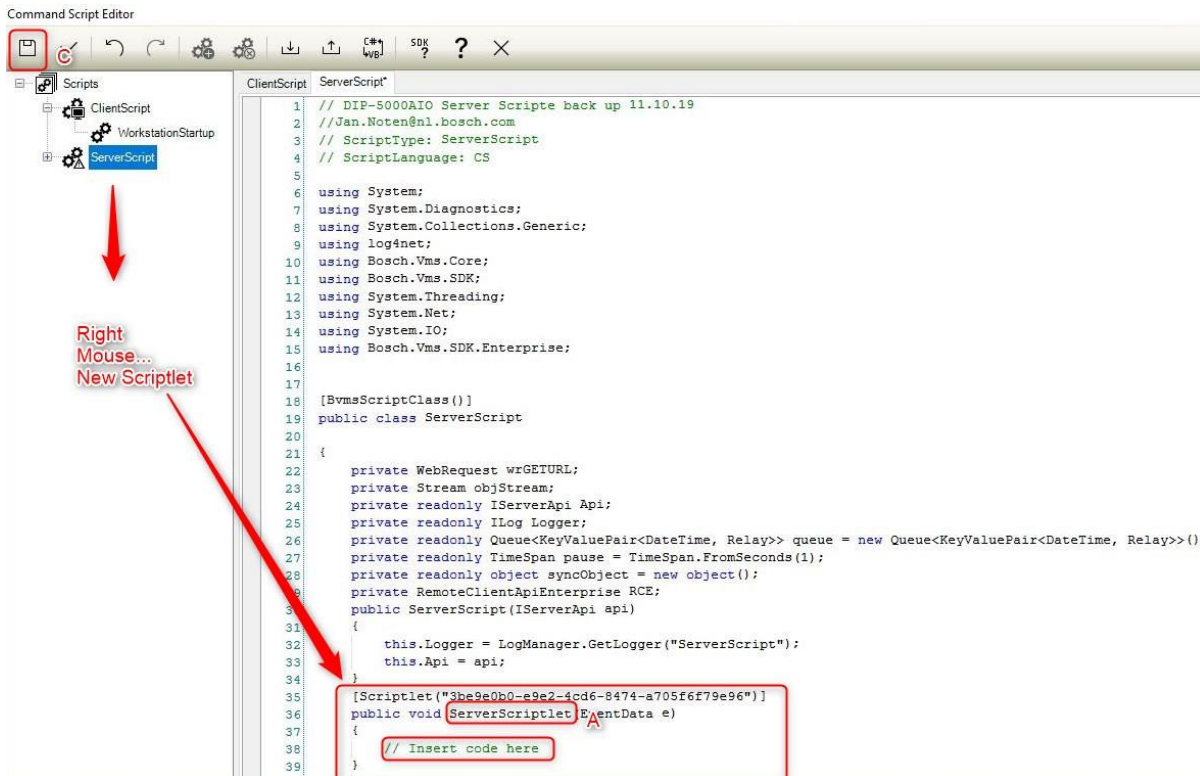 Command Script Editor
C
C#
VB
SDK
?
?
Scripts
ClientScript
WorkstationStartup
ServerScript
Right
Mouse...
New Scriptlet
ClientScript ServerScript*
1 // DIP-5000AIO Server Scripte back up 11.10.19
2 //Jan.Noten@nl.bosch.com
3 // ScriptType: ServerScript
4 // ScriptLanguage: CS
5
6 using System;
7 using System.Diagnostics;
8 using System.Collections.Generic;
9 using log4net;
10 using Bosch.Vms.Core;
11 using Bosch.Vms.SDK;
12 using System.Threading;
13 using System.Net;
14 using System.IO;
15 using Bosch.Vms.SDK.Enterprise;
16
17
18 [BvmsScriptClass()]
19 public class ServerScript
20
21 {
22 private WebRequest wrGETURL;
23 private Stream objStream;
24 private readonly IServerApi Api;
25 private readonly ILog Logger;
26 private readonly Queue<KeyValuePair<DateTime, Relay>> queue = new Queue<KeyValuePair<DateTime, Relay>>()
27 private readonly TimeSpan pause = TimeSpan.FromSeconds(1);
28 private readonly object syncObject = new object();
private RemoteClientApiEnterprise RCE;
public ServerScript(IServerApi api)
31 {
32 this.Logger = LogManager.GetLogger("ServerScript");
33 this.Api = api;
34 }
35 [Scriptlet("3be9e0b0-e9e2-4cd6-8474-a705f6f79e96")]
36 public void ServerScriptlet(EventData e)
A
37 {
38 // Insert code here
39 }